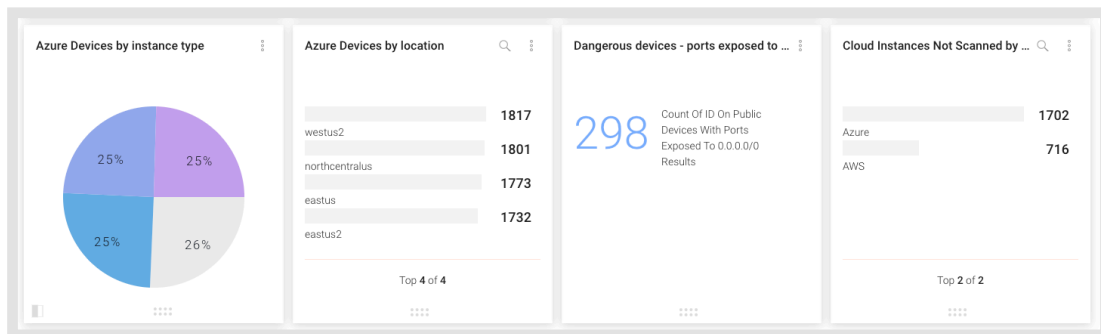 Azure Devices by instance type
25%
25%
25%
26%
Azure Devices by location
1817
westus2
1801
northcentralus
1773
eastus
1732
eastus2
Top 4 of 4
Dangerous devices - ports exposed to ...
298
Count Of ID On Public
Devices With Ports
Exposed To 0.0.0.0/0
Results
Cloud Instances Not Scanned by ...
1702
Azure
716
AWS
Top 2 of 2